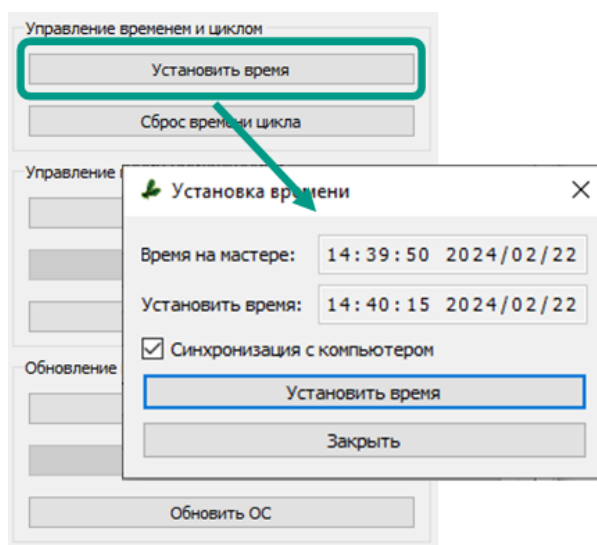 Управление временем и циклом
Установить время
Сброс времени цикла
Управление
Установка времени
Время на мастере: 14:39:50 2024/02/22
Установить время: 14:40:15 2024/02/22
Синхронизация с компьютером
Обновление
Установить время
Закрыть
Обновить ОС